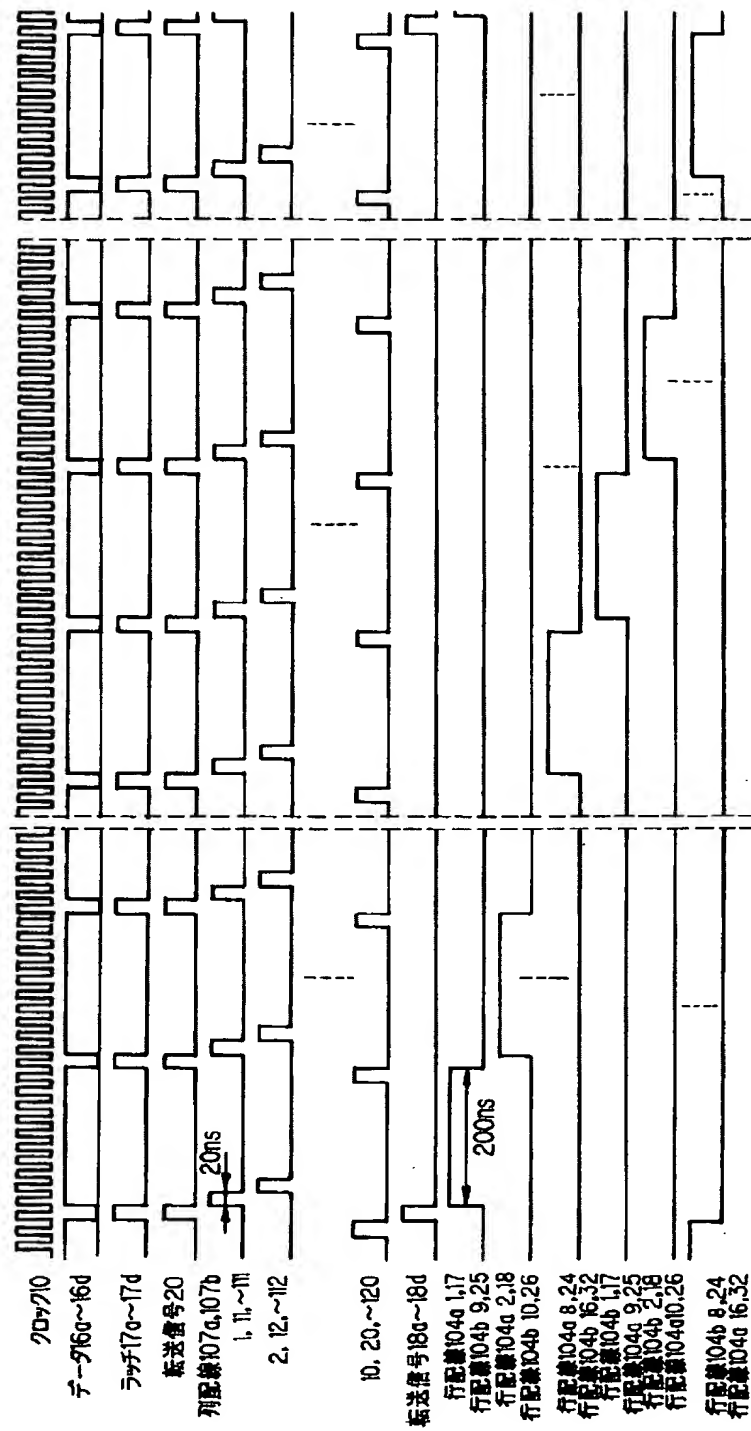 クロック10
データ16a～16d
ラッチ17a～17d
転送信号20
列配線107a,107b
1, 11,～111
2, 12,～112
10, 20,～120
転送信号18a～18d
行配線104a 1,17
行配線104b 9,25
行配線104a 2,18
行配線104b 10,26
行配線104a 8,24
行配線104b 16,32
行配線104b 1,17
行配線104a 9,25
行配線104b 2,18
行配線104a10,26
行配線104b 8,24
行配線104a 16,32
20ns
200ns